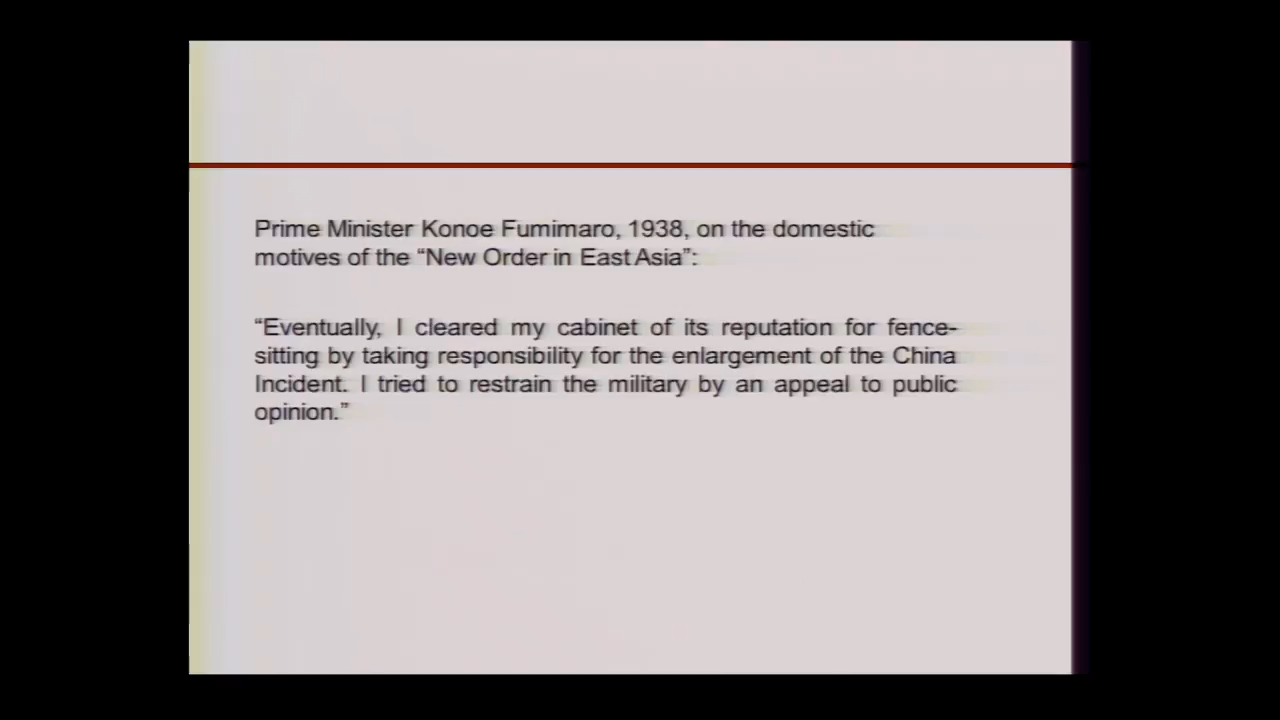 Prime Minister Konoe Fumimaro, 1938, on the domestic
motives of the “New Order in East Asia”:
“Eventually, I cleared my cabinet of its reputation for fence-
sitting by taking responsibility for the enlargement of the China
Incident. I tried to restrain the military by an appeal to public
opinion.”